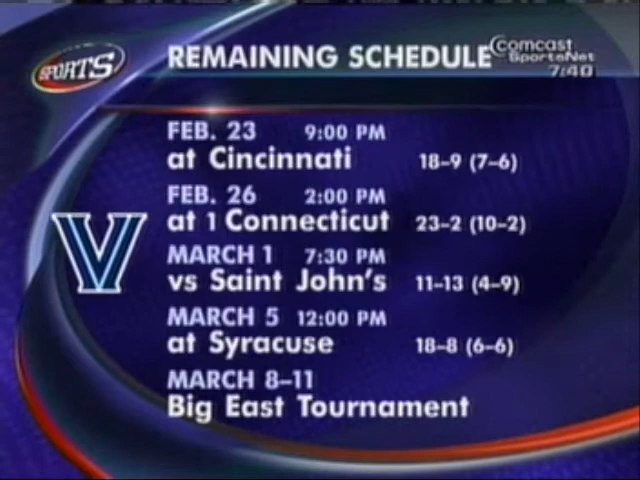 REMAINING SCHEDULE
SPORTS
comcast
SportsNet
7:40
FEB. 23 9:00 PM
at Cincinnati 18-9 (7-6)
FEB. 26 2:00 PM
at 1 Connecticut 23-2 (10-2)
MARCH 1 7:30 PM
vs Saint John's 11-13 (4-9)
MARCH 5 12:00 PM
at Syracuse 18-8 (6-6)
MARCH 8-11
Big East Tournament
V